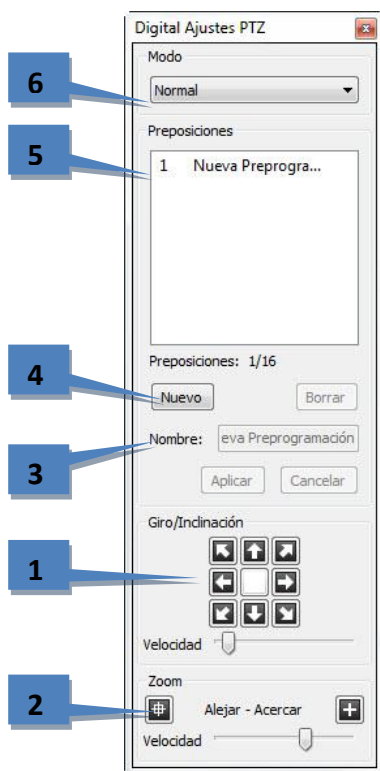 Digital Ajustes PTZ
Modo
6
Normal
5
Preposiciones
1 Nueva Preprogra...
Preposiciones: 1/16
4
Nuevo Borrar
3
Nombre: eva Preprogramación
Aplicar Cancelar
Giro/Inclinación
1
Velocidad
Zoom
2
Alejar - Acercar
Velocidad